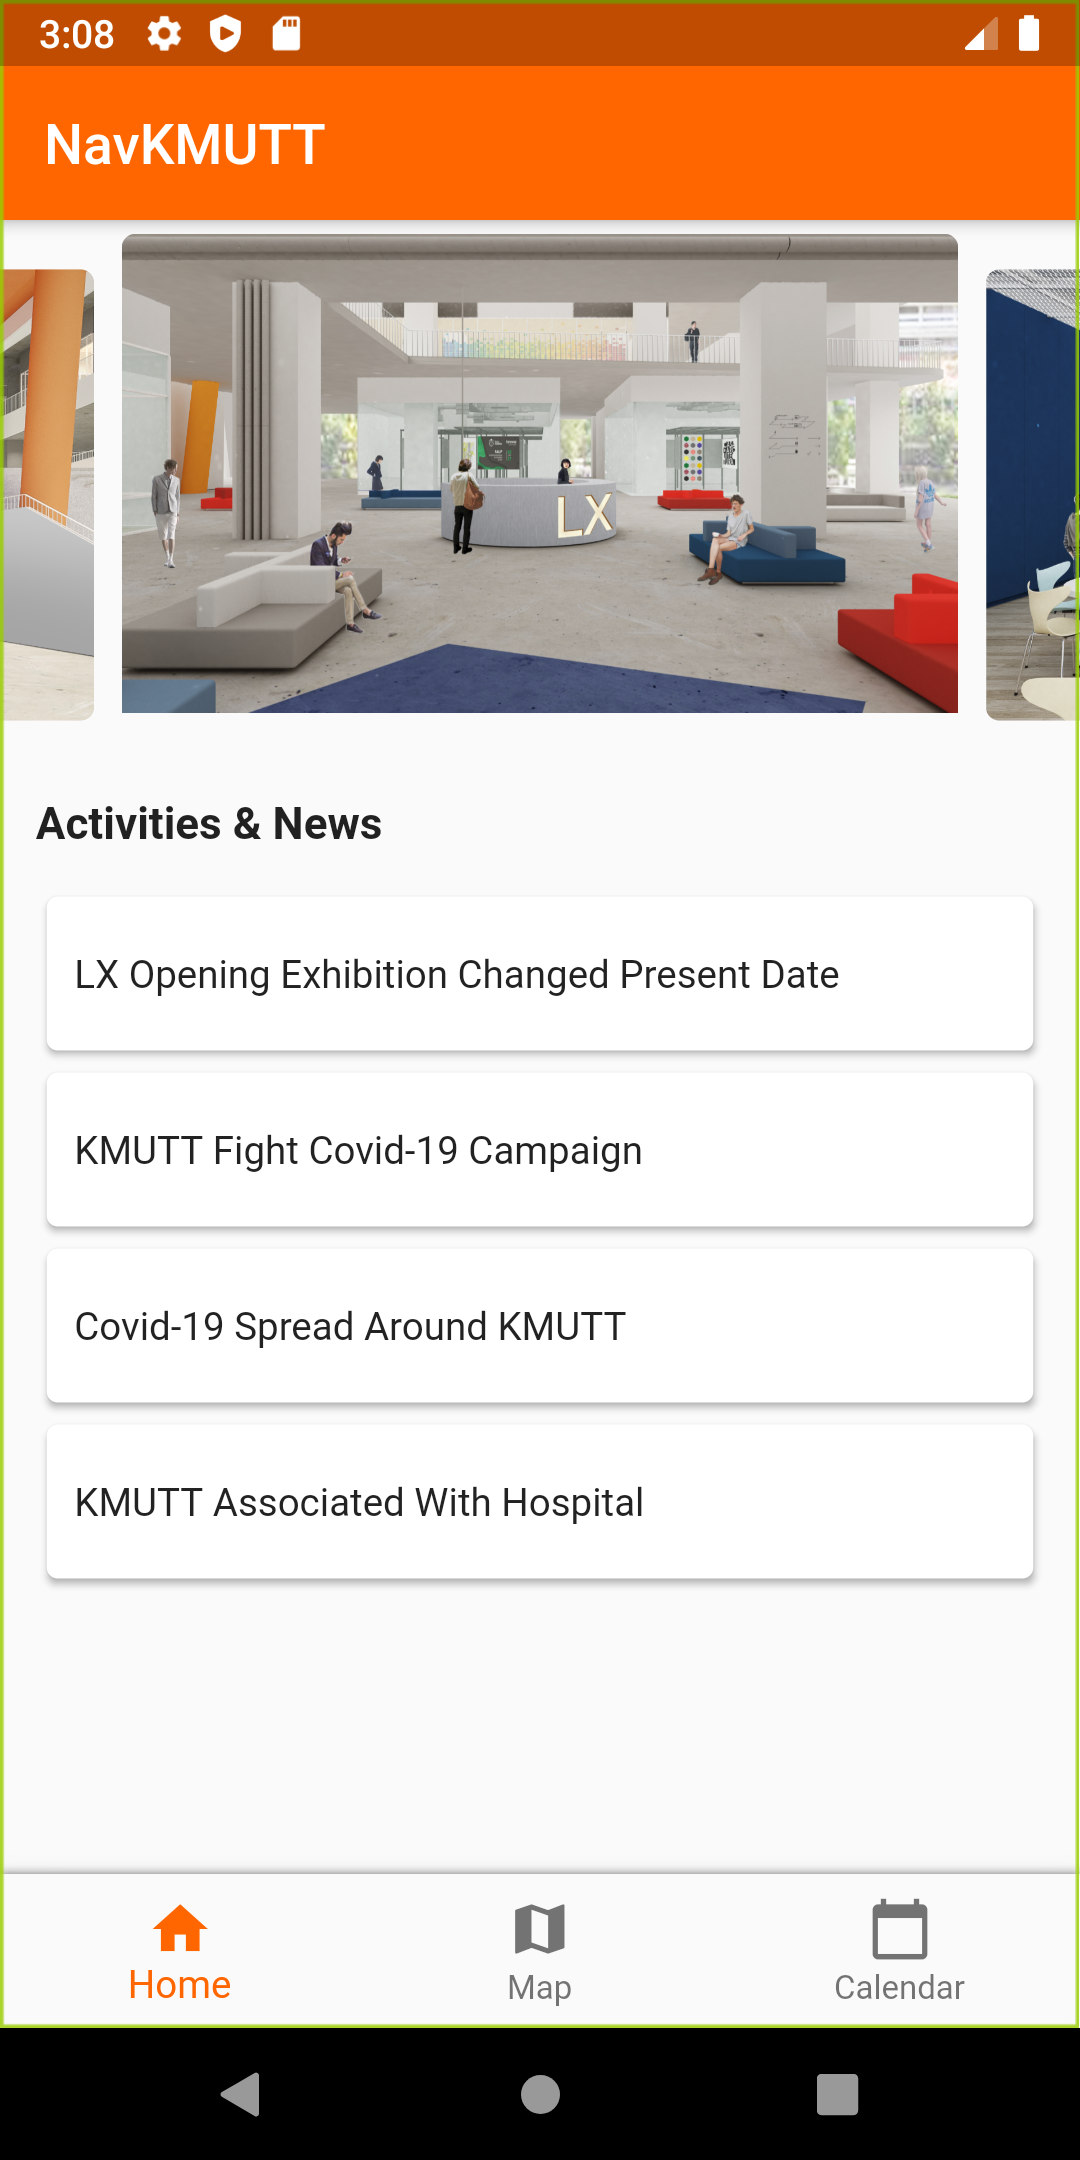 3:08
NavKMUTT
LX
Activities & News
LX Opening Exhibition Changed Present Date
KMUTT Fight Covid-19 Campaign
Covid-19 Spread Around KMUTT
KMUTT Associated With Hospital
Home
Map
Calendar